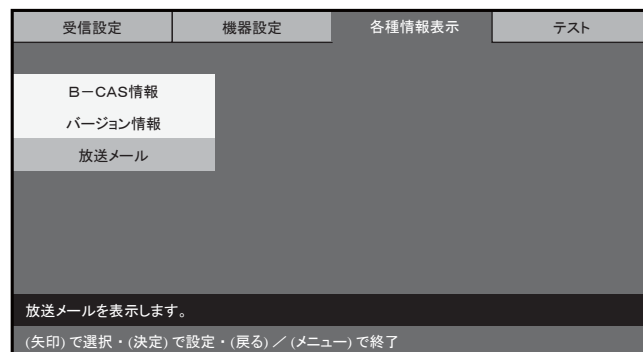 受信設定 機器設定 各種情報表示 テスト
B－CAS情報
バージョン情報
放送メール
放送メールを表示します。
(矢印) で選択・(決定) で設定・(戻る) ／ (メニュー) で終了